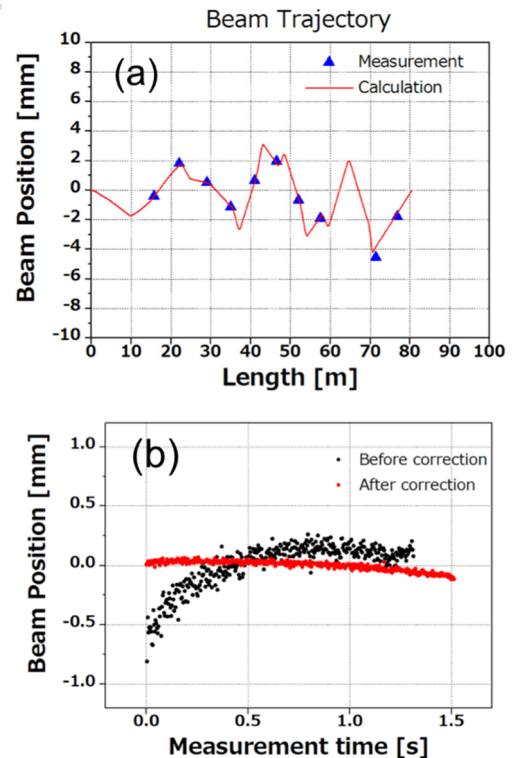 Beam Trajectory
(a)
Measurement
Calculation
Beam Position [mm]
10
8
6
4
2
0
-2
-4
-6
-8
-10
0 10 20 30 40 50 60 70 80 90 100
Length [m]
(b)
Before correction
After correction
Beam Position [mm]
1.0
0.5
0.0
-0.5
-1.0
0.0 0.5 1.0 1.5
Measurement time [s]